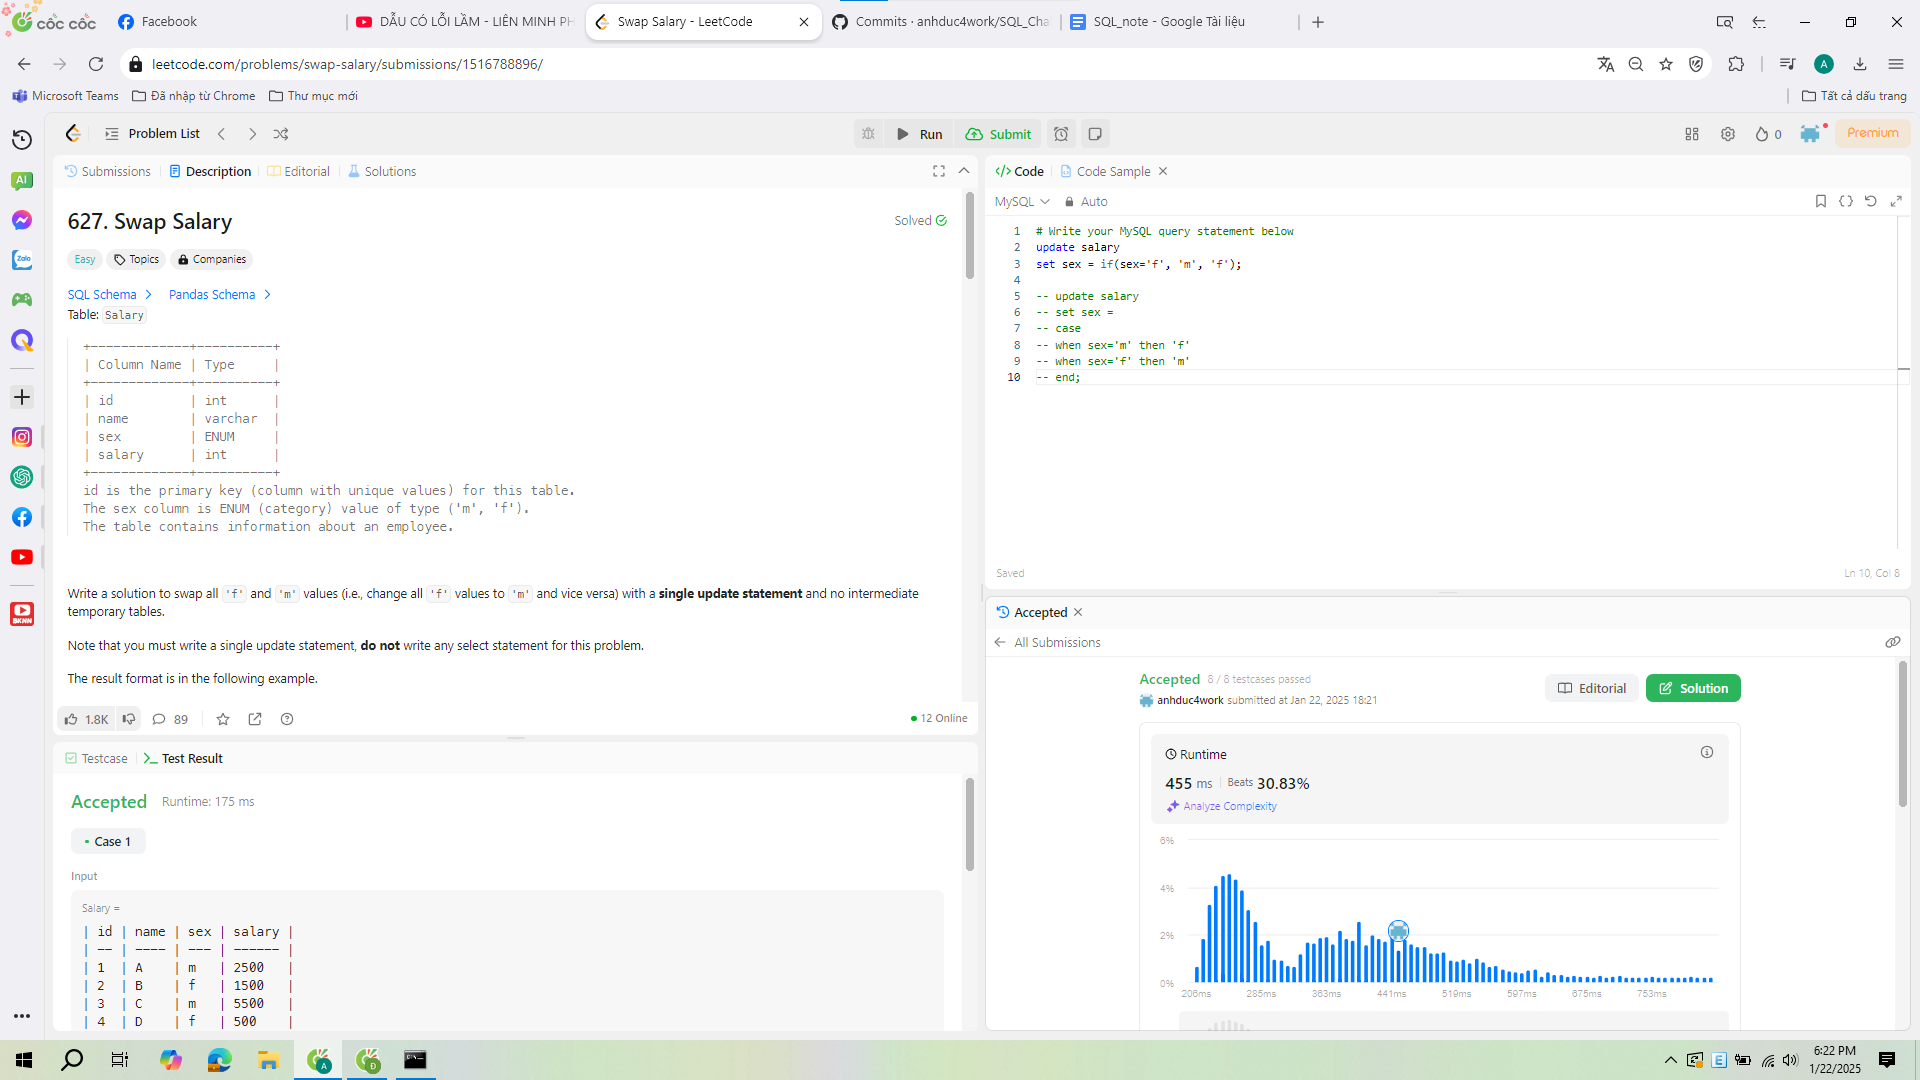 cốc cốc
Facebook
DẪU CÓ LỖI LẦM - LIÊN MINH PH
Swap Salary - LeetCode
Commits · anhduc4work/SQL_Cha
SQL_note - Google Tài liệu
leetcode.com/problems/swap-salary/submissions/1516788896/
A
Microsoft Teams
Đã nhập từ Chrome
Thư mục mới
Tất cả dấu trang
Problem List
Run
Submit
0
Premium
AI
Zalo
BKNN
Submissions
Description
Editorial
Solutions
627. Swap Salary
Solved
Easy
Topics
Companies
SQL Schema
Pandas Schema
Table: Salary
+-------------+----------+
| Column Name | Type     |
+-------------+----------+
| id          | int      |
| name        | varchar  |
| sex         | ENUM     |
| salary      | int      |
+-------------+----------+
id is the primary key (column with unique values) for this table.
The sex column is ENUM (category) value of type ('m', 'f').
The table contains information about an employee.
Write a solution to swap all 'f' and 'm' values (i.e., change all 'f' values to 'm' and vice versa) with a single update statement and no intermediate
temporary tables.
Note that you must write a single update statement, do not write any select statement for this problem.
The result format is in the following example.
1.8K
89
12 Online
Testcase
Test Result
Accepted
Runtime: 175 ms
Case 1
Input
Salary =
| id | name | sex | salary |
| -- | ---- | --- | ------ |
| 1  | A    | m   | 2500   |
| 2  | B    | f   | 1500   |
| 3  | C    | m   | 5500   |
| 4  | D    | f   | 500    |
Code
Code Sample
MySQL
Auto
1 # Write your MySQL query statement below
2 update salary
3 set sex = if(sex='f', 'm', 'f');
4
5 -- update salary
6 -- set sex =
7 -- case
8 -- when sex='m' then 'f'
9 -- when sex='f' then 'm'
10 -- end;
Saved
Ln 10, Col 8
Accepted
All Submissions
Accepted 8 / 8 testcases passed
anhduc4work submitted at Jan 22, 2025 18:21
Editorial
Solution
Runtime
455 ms
Beats 30.83%
Analyze Complexity
6%
4%
2%
0%
206ms 285ms 363ms 441ms 519ms 597ms 675ms 753ms
A
Đ
E
6:22 PM
1/22/2025